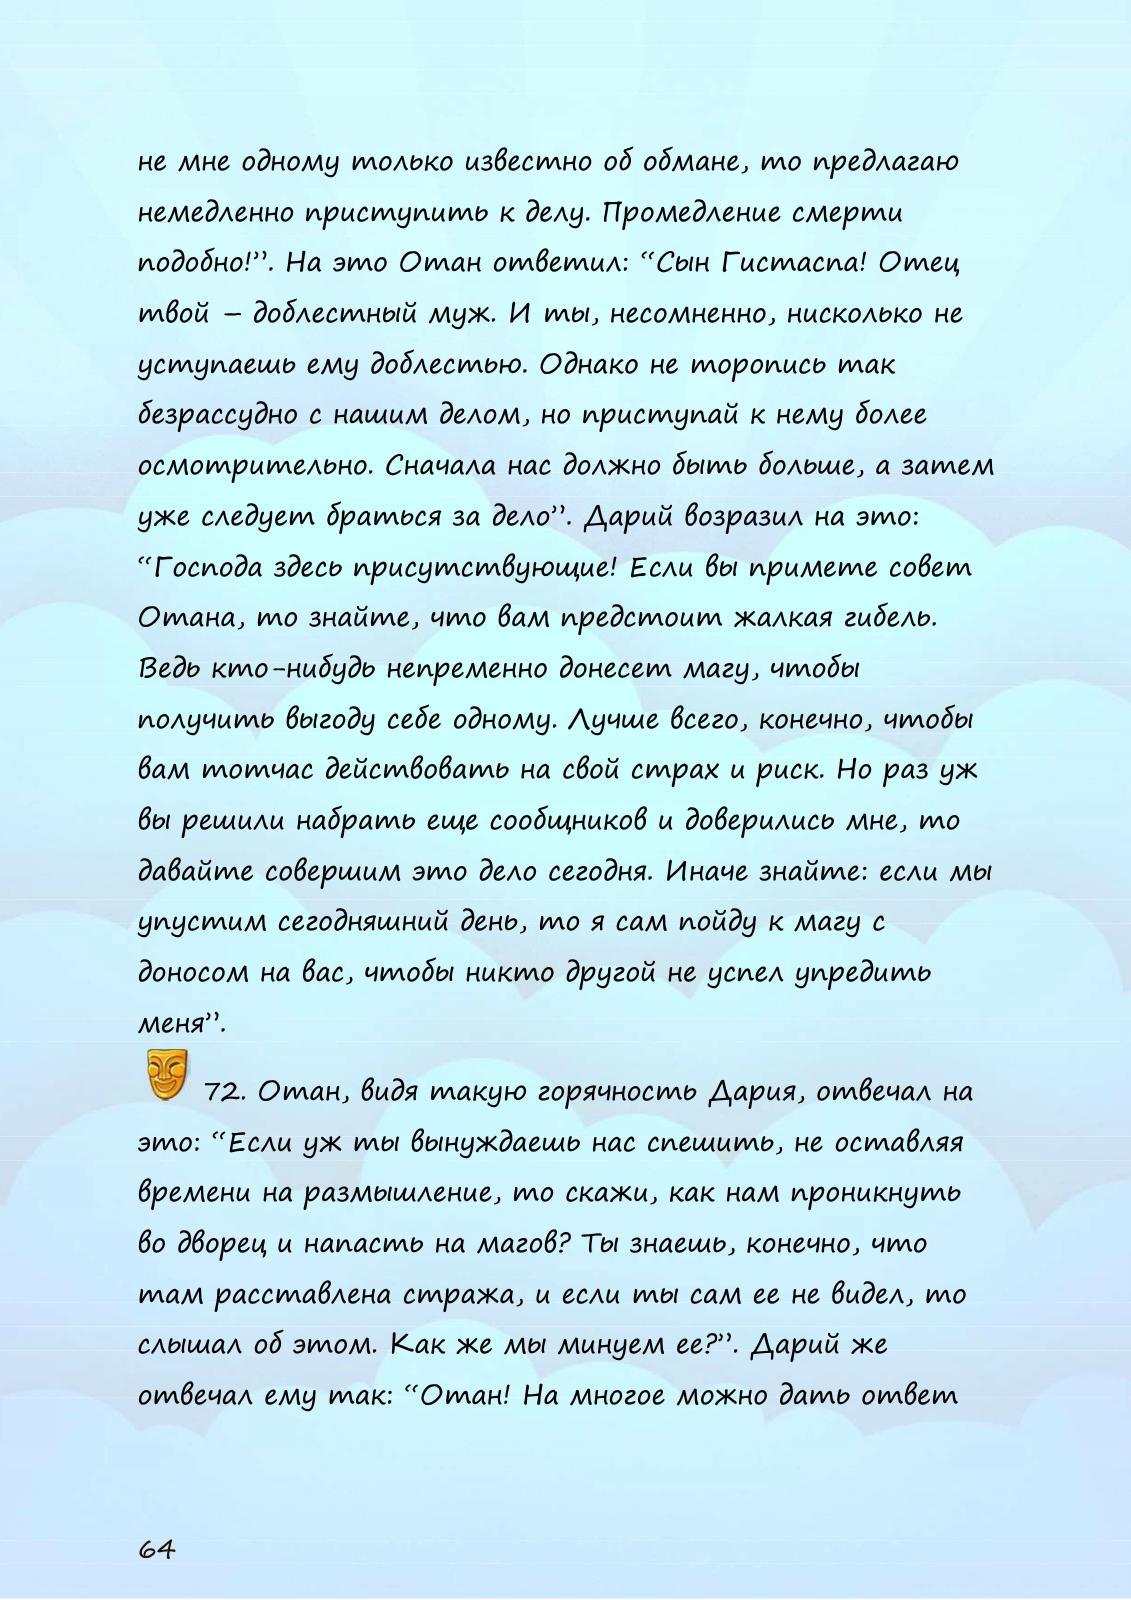 не мне одному только известно об обмане, то предлагаю
немедленно приступить к делу. Промедление смерти
подобно!”. На это Отан ответил: “Сын Гистаспа! Отец
твой – доблестный муж. И ты, несомненно, нисколько не
уступаешь ему доблестью. Однако не торопись так
безрассудно с нашим делом, но приступай к нему более
осмотрительно. Сначала нас должно быть больше, а затем
уже следует браться за дело”. Дарий возразил на это:
“Господа здесь присутствующие! Если вы примете совет
Отана, то знайте, что вам предстоит жалкая гибель.
Ведь кто-нибудь непременно донесет магу, чтобы
получить выгоду себе одному. Лучше всего, конечно, чтобы
вам тотчас действовать на свой страх и риск. Но раз уж
вы решили набрать еще сообщников и доверились мне, то
давайте совершим это дело сегодня. Иначе знайте: если мы
упустим сегодняшний день, то я сам пойду к магу с
доносом на вас, чтобы никто другой не успел упредить
меня”.
72. Отан, видя такую горячность Дария, отвечал на
это: “Если уж ты вынуждаешь нас спешить, не оставляя
времени на размышление, то скажи, как нам проникнуть
во дворец и напасть на магов? Ты знаешь, конечно, что
там расставлена стража, и если ты сам ее не видел, то
слышал об этом. Как же мы минуем ее?”. Дарий же
отвечал ему так: “Отан! На многое можно дать ответ
64